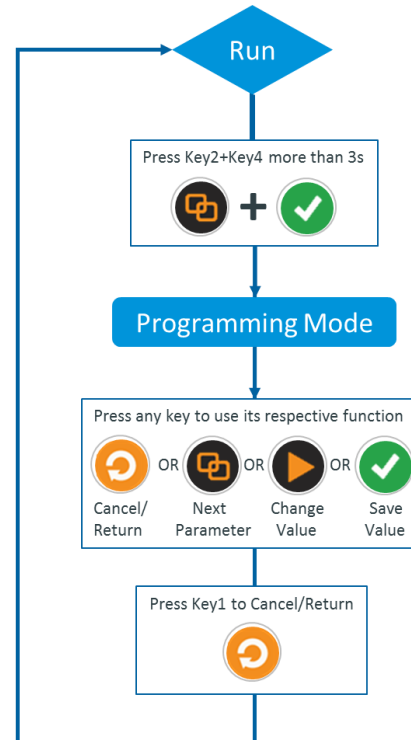 Run
Press Key2+Key4 more than 3s
+
Programming Mode
Press any key to use its respective function
OR OR OR
Cancel/ Next Change Save
Return Parameter Value Value
Press Key1 to Cancel/Return